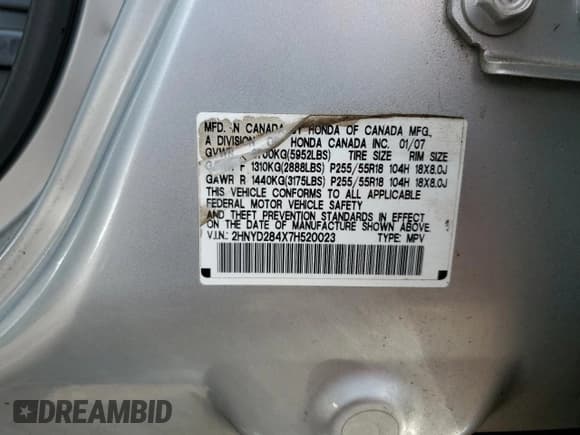 MFD. IN CANADA BY HONDA OF CANADA MFG.,
A DIVISION HONDA CANADA INC. 01/07
(5952LBS) TIRE SIZE RIM SIZE
GAWR F 1310KG(2888LBS) P255/55R18 104H 18X8.0J
GAWR R 1440KG(3175LBS) P255/55R18 104H 18X8.0J
THIS VEHICLE CONFORMS TO ALL APPLICABLE
FEDERAL MOTOR VEHICLE SAFETY
AND THEFT PREVENTION STANDARDS IN EFFECT
ON THE DATE OF MANUFACTURE SHOWN ABOVE.
V.I.N.: 2HNYD284X7H520023 TYPE: MPV
DREAMBID